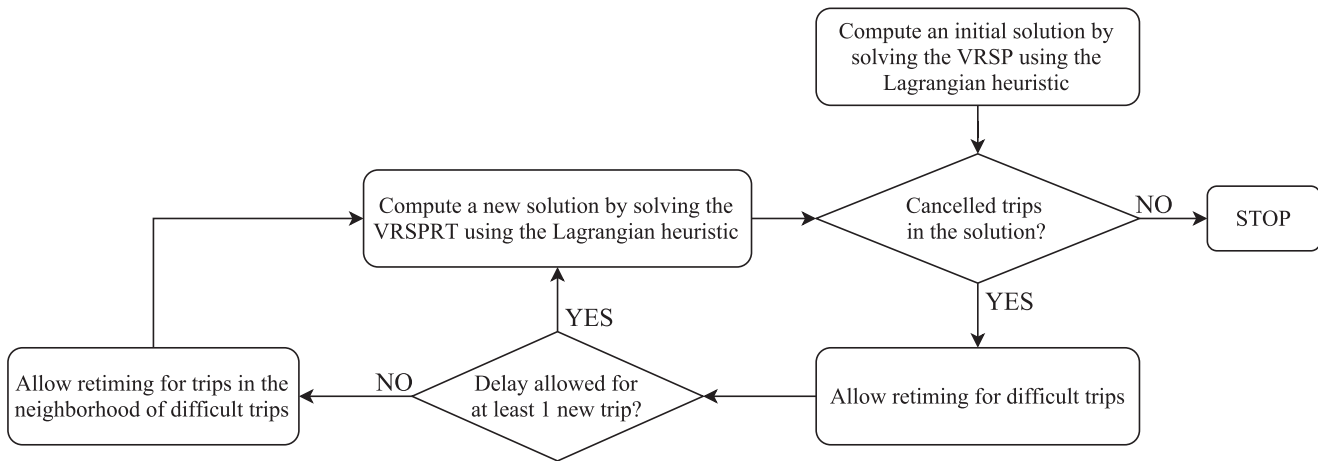 Compute an initial solution by
solving the VRSP using the
Lagrangian heuristic
Compute a new solution by solving the
VRSPRT using the Lagrangian heuristic
Cancelled trips
in the solution?
NO
STOP
YES
YES
Allow retiming for trips in the
neighborhood of difficult trips
NO
Delay allowed for
at least 1 new trip?
Allow retiming for difficult trips